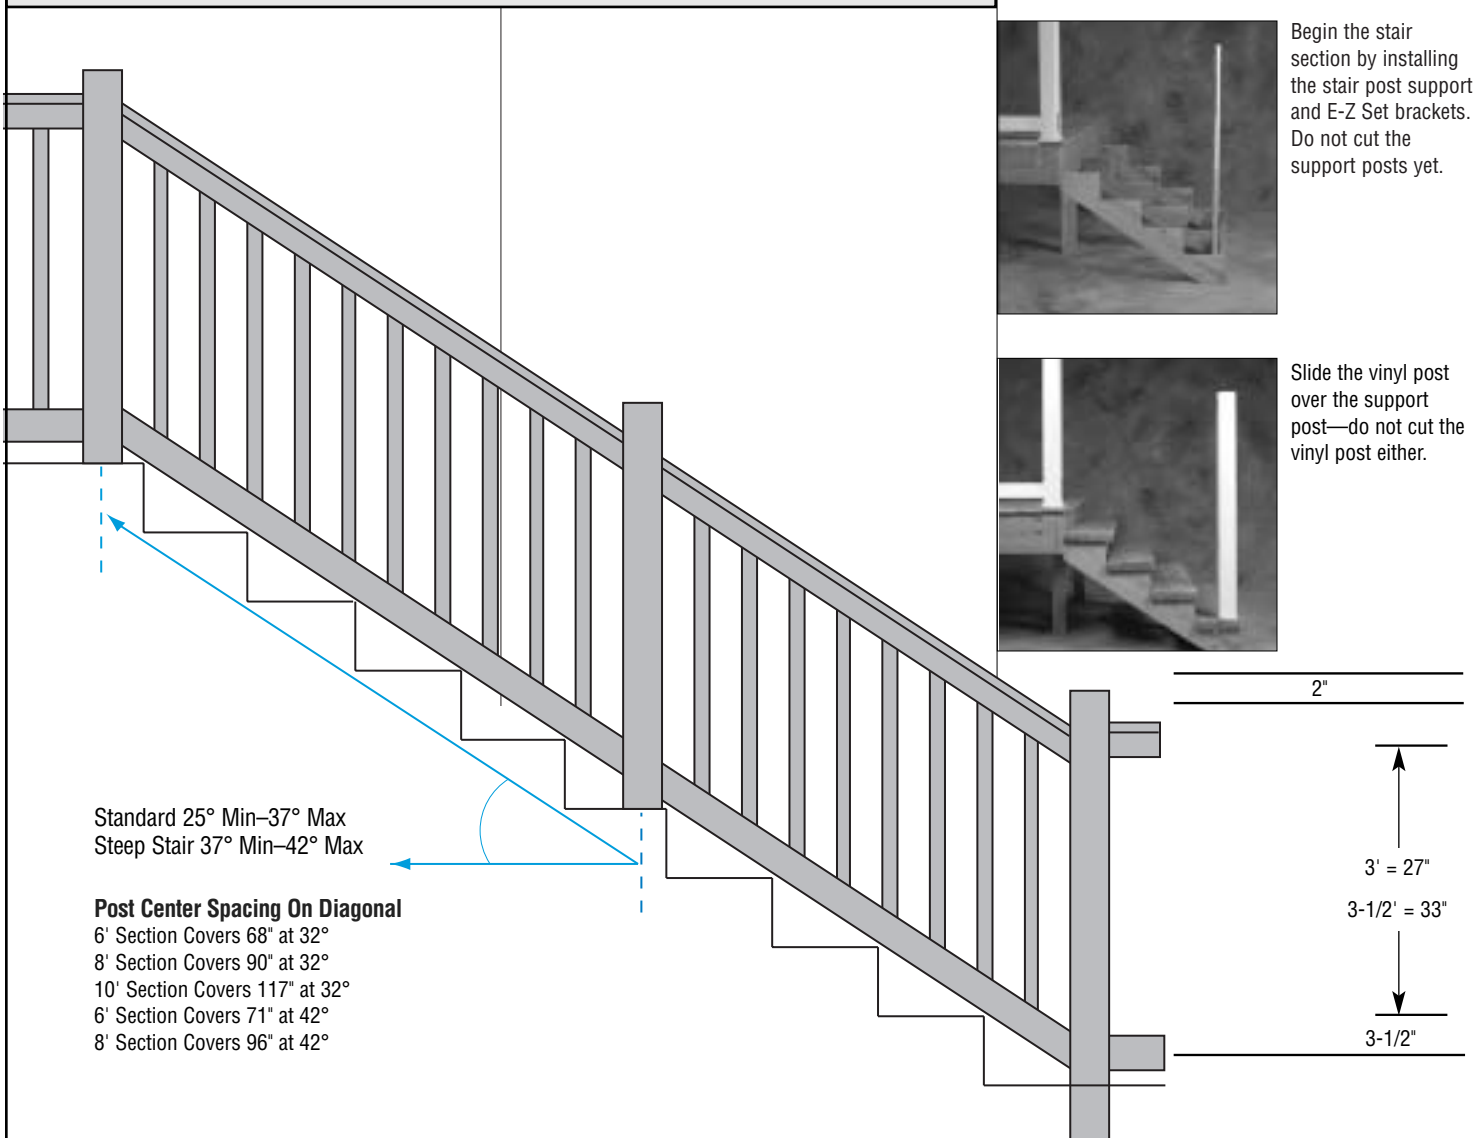 Begin the stair
section by installing
the stair post support
and E-Z Set brackets.
Do not cut the
support posts yet.
Slide the vinyl post
over the support
post—do not cut the
vinyl post either.
2"
3' = 27"
3-1/2' = 33"
3-1/2"
Standard 25° Min–37° Max
Steep Stair 37° Min–42° Max
Post Center Spacing On Diagonal
6' Section Covers 68" at 32°
8' Section Covers 90" at 32°
10' Section Covers 117" at 32°
6' Section Covers 71" at 42°
8' Section Covers 96" at 42°